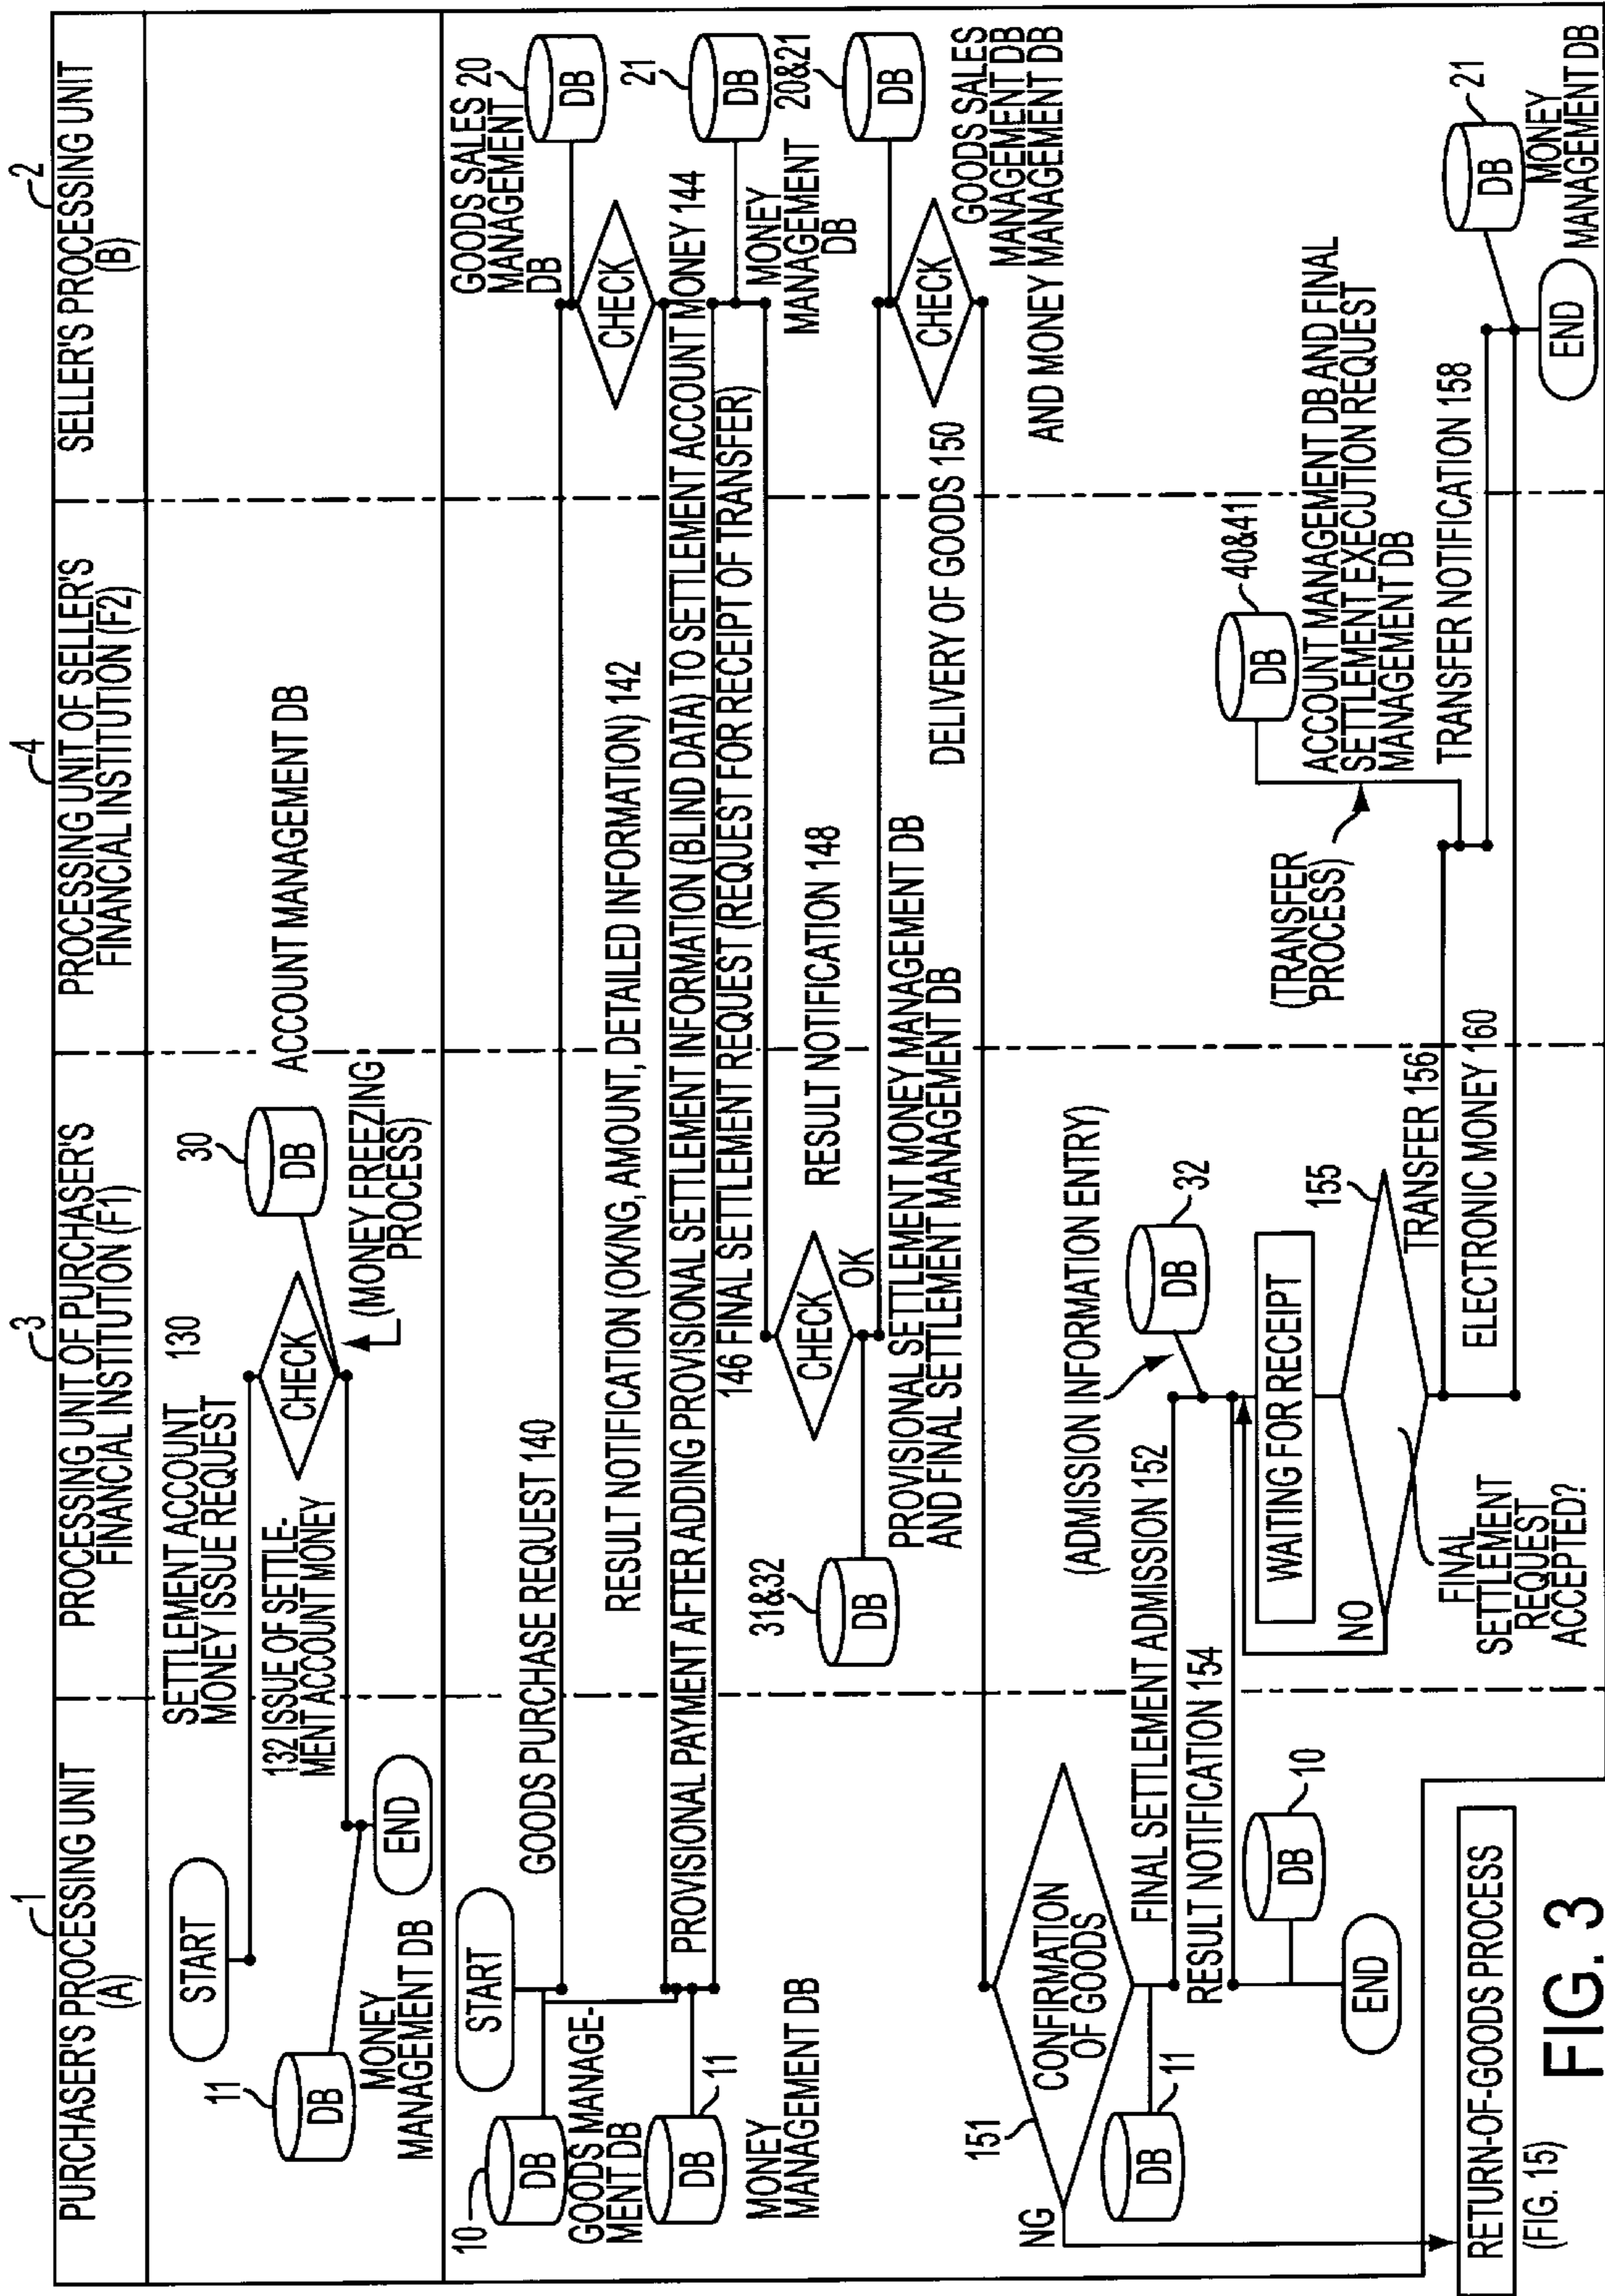 1
PURCHASER'S PROCESSING UNIT
(A)
3
PROCESSING UNIT OF PURCHASER'S
FINANCIAL INSTITUTION (F1)
4
PROCESSING UNIT OF SELLER'S
FINANCIAL INSTITUTION (F2)
2
SELLER'S PROCESSING UNIT
(B)
START
SETTLEMENT ACCOUNT
MONEY ISSUE REQUEST
130
30
DB
ACCOUNT MANAGEMENT DB
CHECK
(MONEY FREEZING
PROCESS)
132 ISSUE OF SETTLE-
MENT ACCOUNT MONEY
11
DB
MONEY
MANAGEMENT DB
END
START
GOODS PURCHASE REQUEST 140
GOODS SALES
MANAGEMENT
DB
20
DB
10
DB
GOODS MANAGE-
MENT DB
CHECK
RESULT NOTIFICATION (OK/NG, AMOUNT, DETAILED INFORMATION) 142
PROVISIONAL PAYMENT AFTER ADDING PROVISIONAL SETTLEMENT INFORMATION (BLIND DATA) TO SETTLEMENT ACCOUNT MONEY 144
11
DB
MONEY
MANAGEMENT DB
21
DB
MONEY
MANAGEMENT
DB
146 FINAL SETTLEMENT REQUEST (REQUEST FOR RECEIPT OF TRANSFER)
CHECK
OK
31&32
DB
RESULT NOTIFICATION 148
PROVISIONAL SETTLEMENT MONEY MANAGEMENT DB
AND FINAL SETTLEMENT MANAGEMENT DB
20&21
DB
CHECK
GOODS SALES
MANAGEMENT DB
AND MONEY MANAGEMENT DB
DELIVERY OF GOODS 150
151
CONFIRMATION
OF GOODS
NG
11
DB
FINAL SETTLEMENT ADMISSION 152
(ADMISSION INFORMATION ENTRY)
32
DB
RESULT NOTIFICATION 154
10
DB
END
WAITING FOR RECEIPT
NO
155
FINAL
SETTLEMENT
REQUEST
ACCEPTED?
TRANSFER 156
(TRANSFER
PROCESS)
40&41
DB
ACCOUNT MANAGEMENT DB AND FINAL
SETTLEMENT EXECUTION REQUEST
MANAGEMENT DB
TRANSFER NOTIFICATION 158
ELECTRONIC MONEY 160
21
DB
MONEY
MANAGEMENT DB
END
RETURN-OF-GOODS PROCESS
(FIG. 15)
FIG. 3